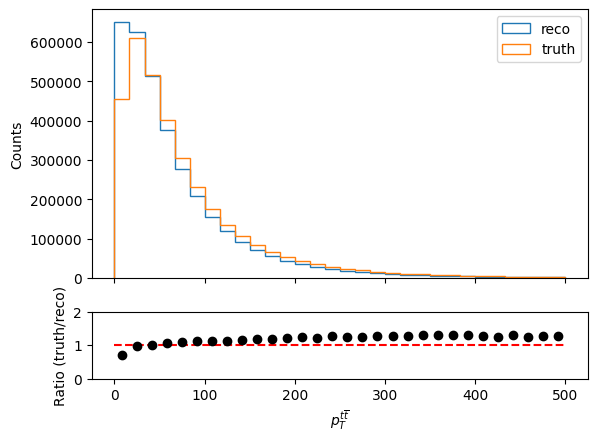 reco
truth
Counts
600000
500000
400000
300000
200000
100000
0
Ratio (truth/reco)
2
1
0
0 100 200 300 400 500
$p_T^{t\overline{t}}$